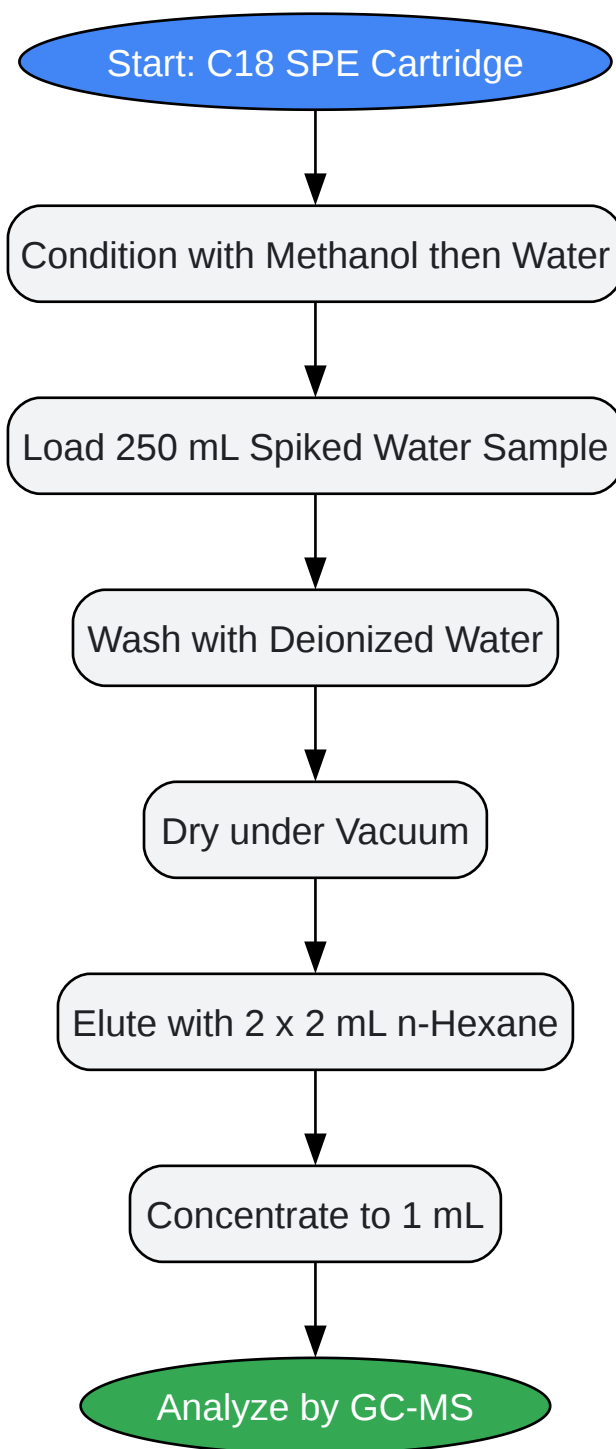 Start: C18 SPE Cartridge
Condition with Methanol then Water
Load 250 mL Spiked Water Sample
Wash with Deionized Water
Dry under Vacuum
Elute with 2 x 2 mL n-Hexane
Concentrate to 1 mL
Analyze by GC-MS